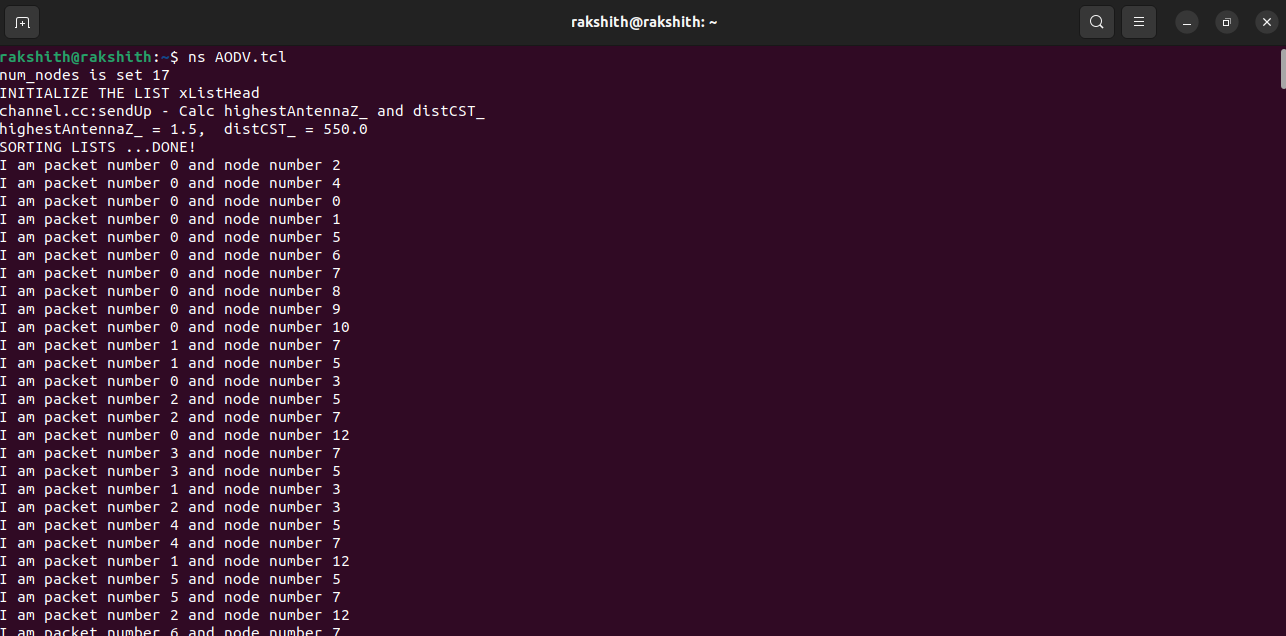 rakshith@rakshith: ~
rakshith@rakshith:~$ ns AODV.tcl
num_nodes is set 17
INITIALIZE THE LIST xListHead
channel.cc:sendUp - Calc highestAntennaZ_ and distCST_
highestAntennaZ_ = 1.5,  distCST_ = 550.0
SORTING LISTS ...DONE!
I am packet number 0 and node number 2
I am packet number 0 and node number 4
I am packet number 0 and node number 0
I am packet number 0 and node number 1
I am packet number 0 and node number 5
I am packet number 0 and node number 6
I am packet number 0 and node number 7
I am packet number 0 and node number 8
I am packet number 0 and node number 9
I am packet number 0 and node number 10
I am packet number 1 and node number 7
I am packet number 1 and node number 5
I am packet number 0 and node number 3
I am packet number 2 and node number 5
I am packet number 2 and node number 7
I am packet number 0 and node number 12
I am packet number 3 and node number 7
I am packet number 3 and node number 5
I am packet number 1 and node number 3
I am packet number 2 and node number 3
I am packet number 4 and node number 5
I am packet number 4 and node number 7
I am packet number 1 and node number 12
I am packet number 5 and node number 5
I am packet number 5 and node number 7
I am packet number 2 and node number 12
I am packet number 6 and node number 7